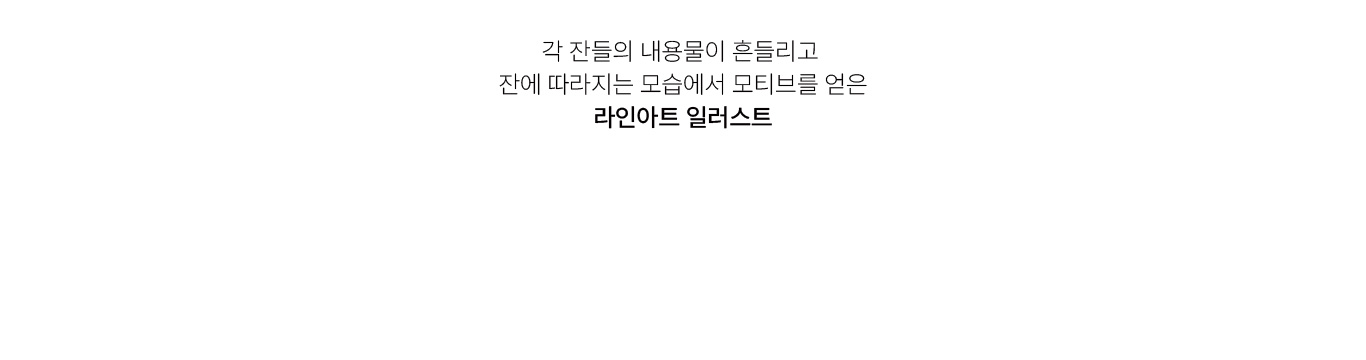 각 잔들의 내용물이 흔들리고
잔에 따라지는 모습에서 모티브를 얻은
라인아트 일러스트